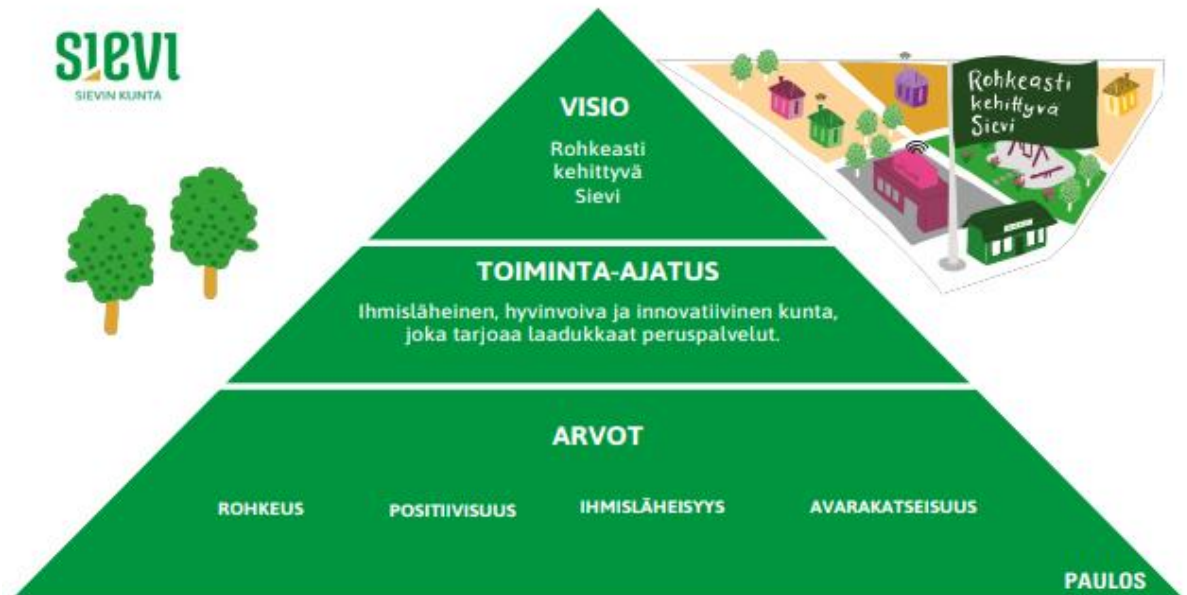 SIEVI
SIEVIN KUNTA
VISIO
Rohkeasti
kehittyvä
Sievi
Rohkeasti
kehittyvä
Sievi
TOIMINTA-AJATUS
Ihmisläheinen, hyvinvoiva ja innovatiivinen kunta,
joka tarjoaa laadukkaat peruspalvelut.
ARVOT
ROHKEUS POSITIIVISUUS IHMISLÄHEISYYS AVARAKATSEISUUS
PAULOS